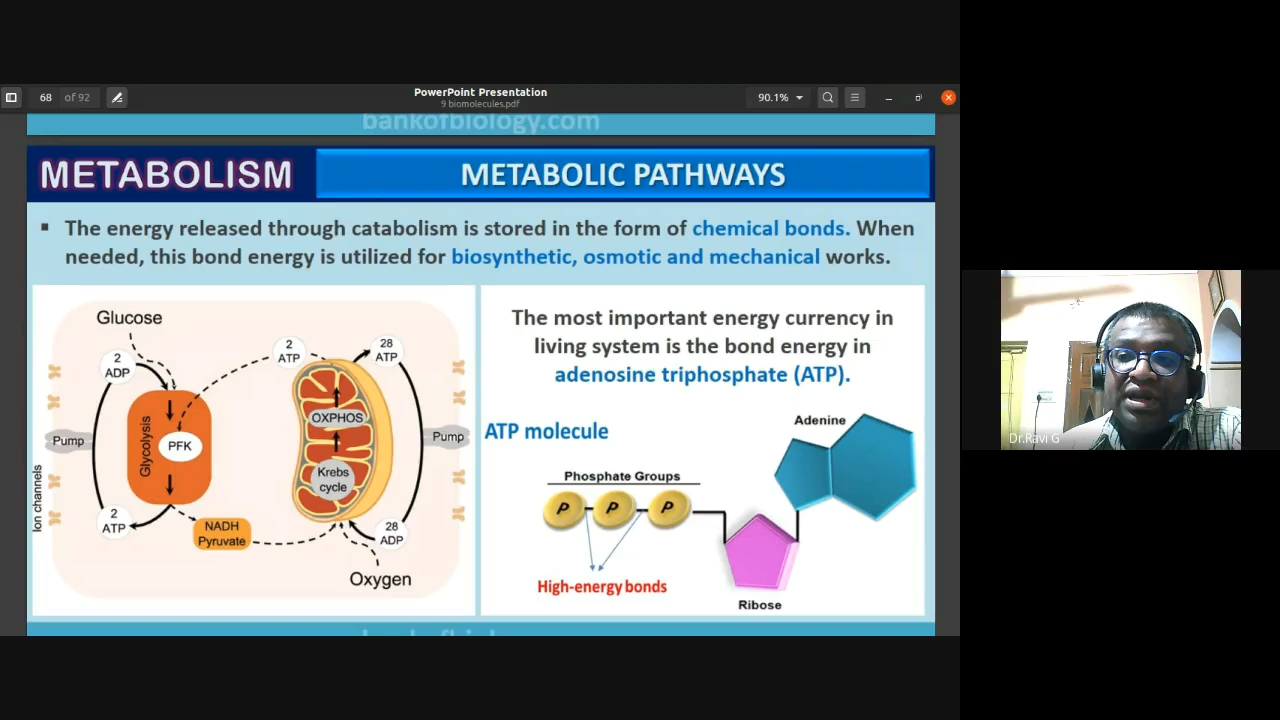 68 of 92
PowerPoint Presentation
9 biomolecules.pdf
90.1%
bankofbiology.com
METABOLISM
METABOLIC PATHWAYS
▪ The energy released through catabolism is stored in the form of chemical bonds. When
needed, this bond energy is utilized for biosynthetic, osmotic and mechanical works.
Glucose
2
ADP
Glycolysis
PFK
2
ATP
NADH
Pyruvate
Pump
Ion channels
2
ATP
28
ATP
OXPHOS
Krebs
cycle
Pump
28
ADP
Oxygen
The most important energy currency in
living system is the bond energy in
adenosine triphosphate (ATP).
ATP molecule
Adenine
Phosphate Groups
P P P
High-energy bonds
Ribose
Dr.Ravi G